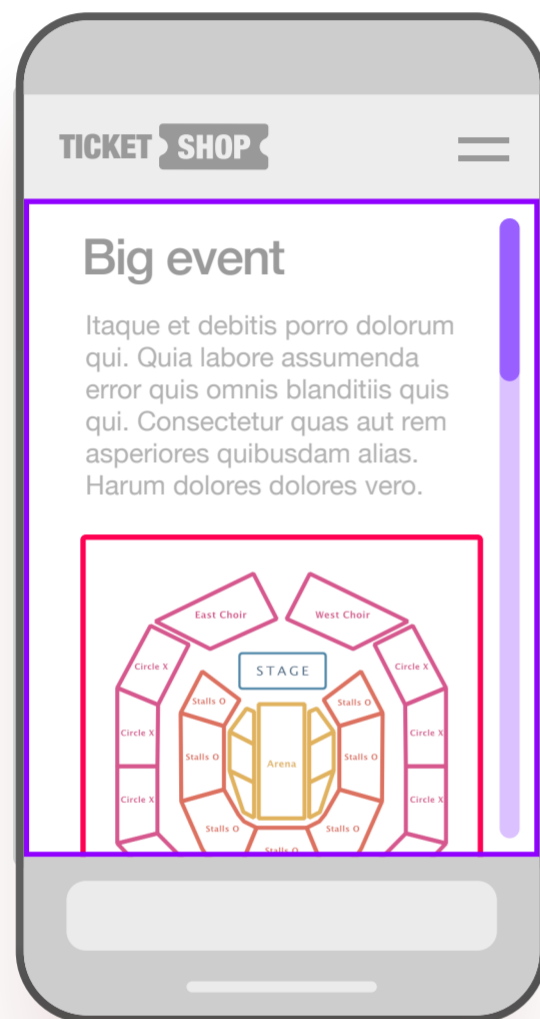 TICKET SHOP
Big event
Itaque et debitis porro dolorum
qui. Quia labore assumenda
error quis omnis blanditiis quis
qui. Consectetur quas aut rem
asperiores quibusdam alias.
Harum dolores dolores vero.
East Choir
West Choir
Circle X
STAGE
Circle X
Stalls O
Stalls O
Circle X
Stalls O
Arena
Stalls O
Circle X
Circle X
Stalls O
Stalls O
Circle X
Stalls O